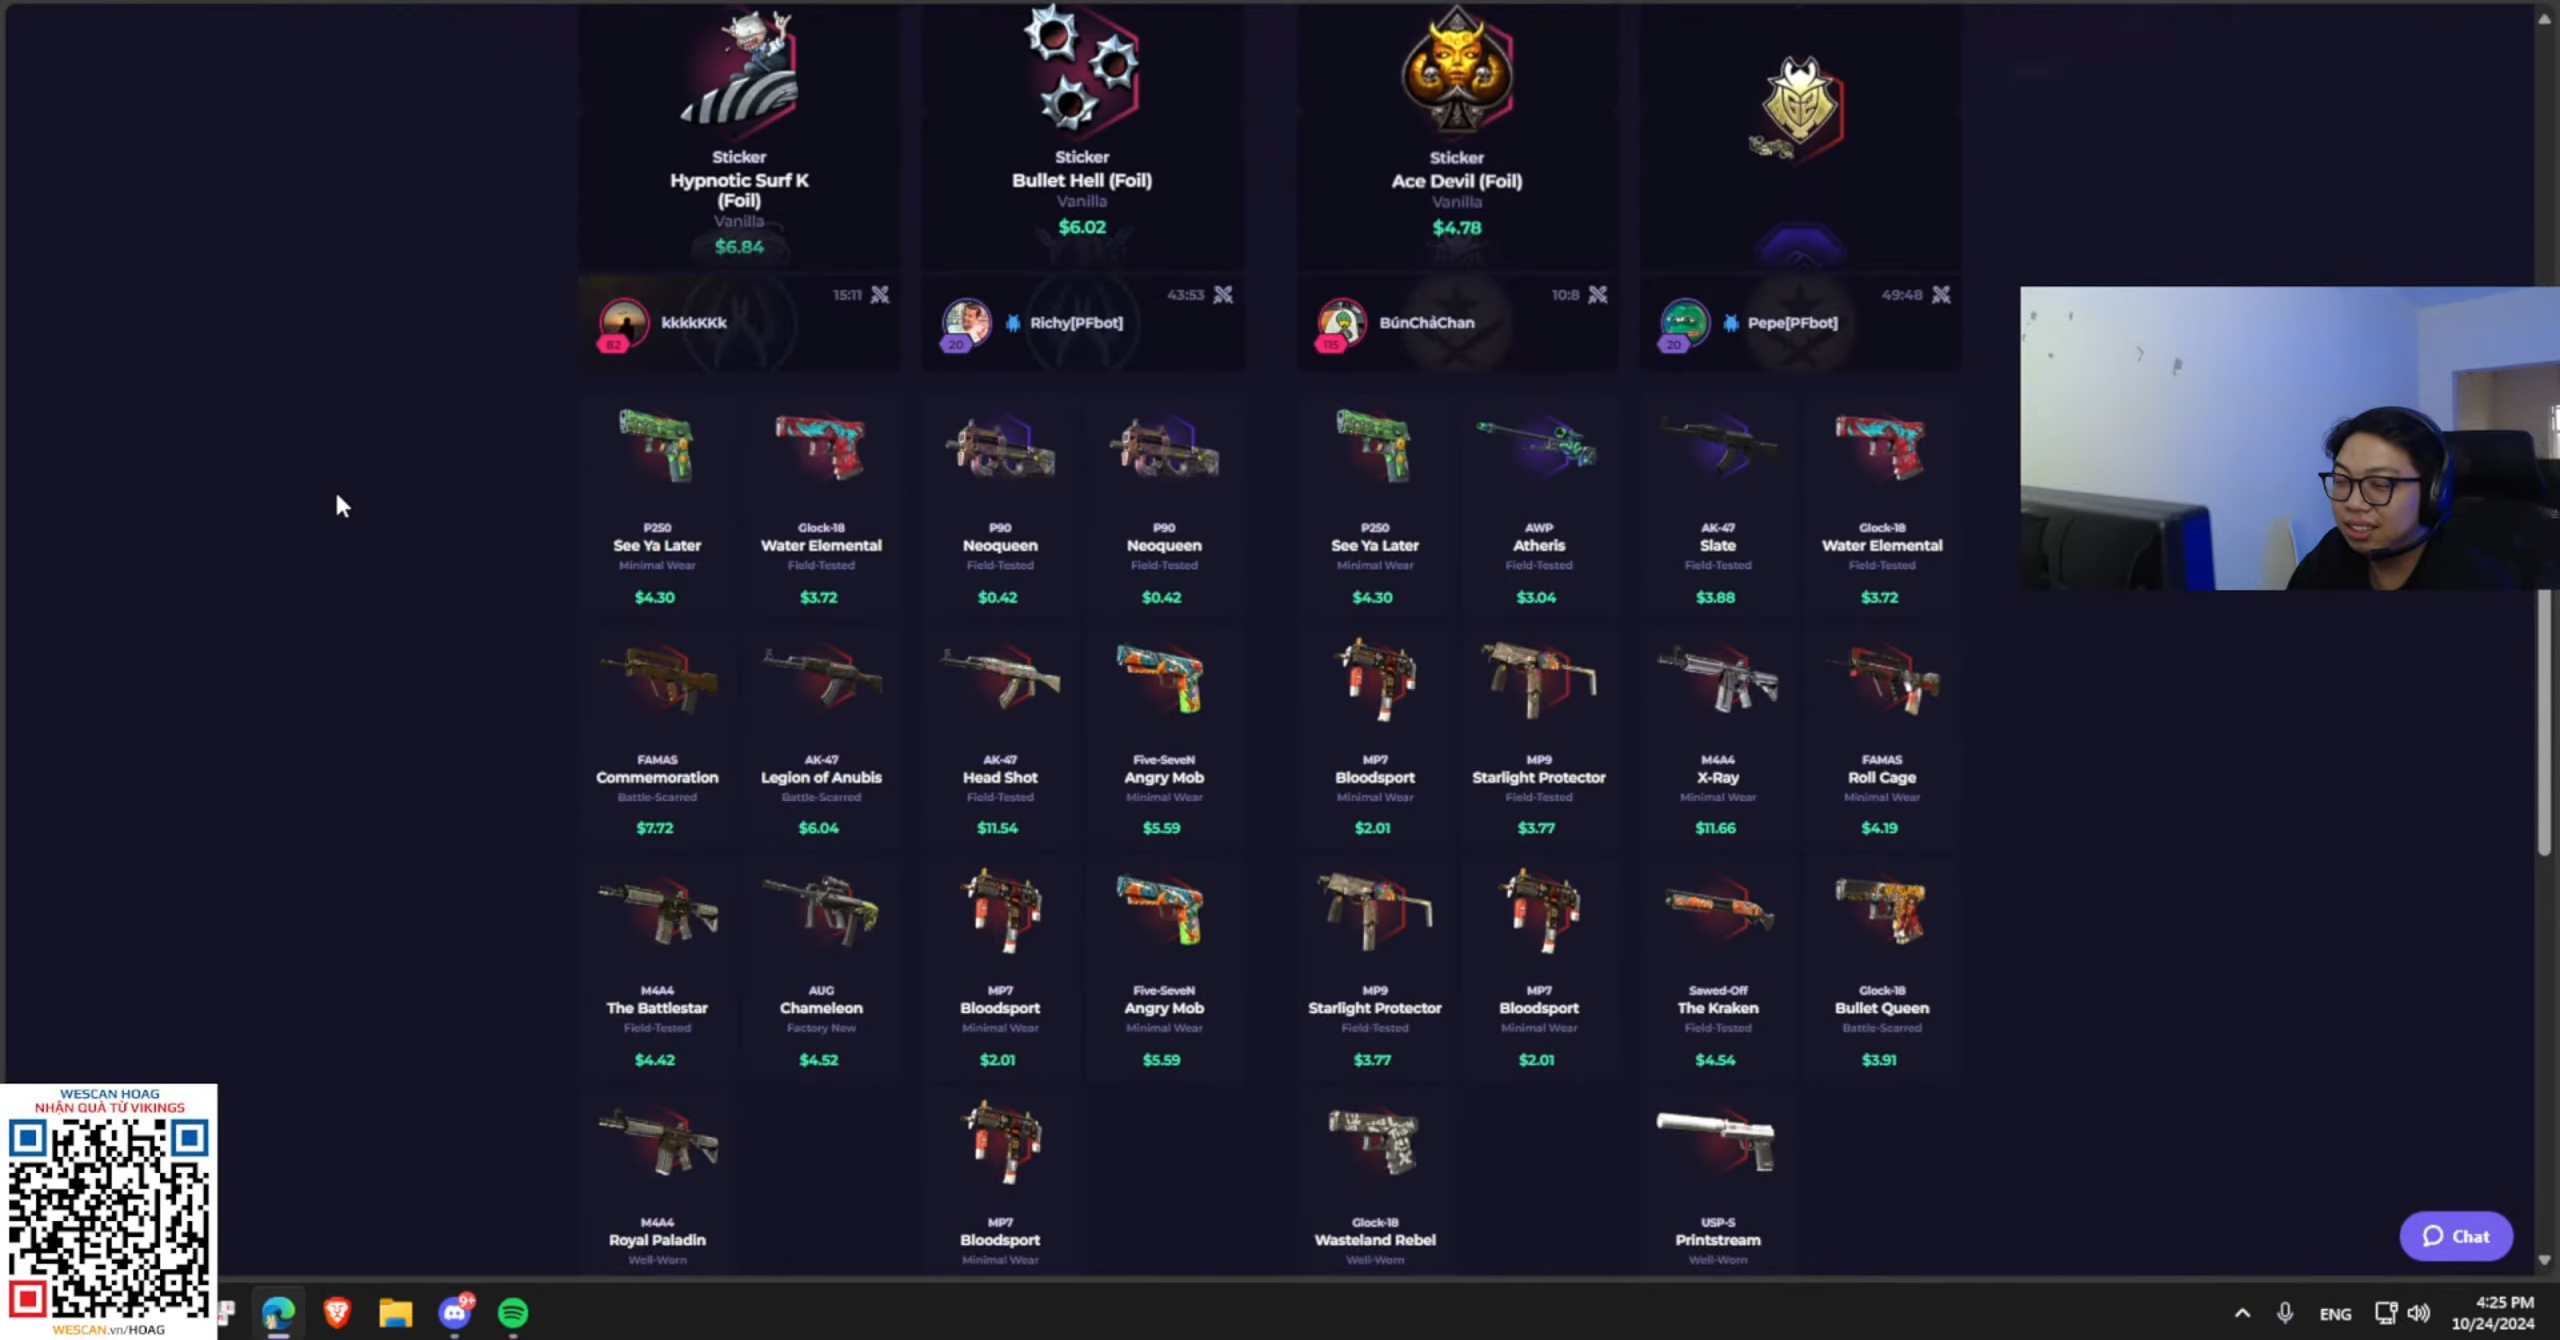 Sticker
Hypnotic Surf K
(Foil)
Vanilla
$6.84
Sticker
Bullet Hell (Foil)
Vanilla
$6.02
Sticker
Ace Devil (Foil)
Vanilla
$4.78
15:11
kkkkKKk
82
43:53
Richy[PFbot]
20
10:8
BúnChảChan
115
49:48
Pepe[PFbot]
20
P250
See Ya Later
Minimal Wear
$4.30
Glock-18
Water Elemental
Field-Tested
$3.72
P90
Neoqueen
Field-Tested
$0.42
P90
Neoqueen
Field-Tested
$0.42
P250
See Ya Later
Minimal Wear
$4.30
AWP
Atheris
Field-Tested
$3.04
AK-47
Slate
Field-Tested
$3.88
Glock-18
Water Elemental
Field-Tested
$3.72
FAMAS
Commemoration
Battle-Scarred
$7.72
AK-47
Legion of Anubis
Battle-Scarred
$6.04
AK-47
Head Shot
Field-Tested
$11.54
Five-SeveN
Angry Mob
Minimal Wear
$5.59
MP7
Bloodsport
Minimal Wear
$2.01
MP9
Starlight Protector
Field-Tested
$3.77
M4A4
X-Ray
Minimal Wear
$11.66
FAMAS
Roll Cage
Minimal Wear
$4.19
M4A4
The Battlestar
Field-Tested
$4.42
AUG
Chameleon
Factory New
$4.52
MP7
Bloodsport
Minimal Wear
$2.01
Five-SeveN
Angry Mob
Minimal Wear
$5.59
MP9
Starlight Protector
Field-Tested
$3.77
MP7
Bloodsport
Minimal Wear
$2.01
Sawed-Off
The Kraken
Field-Tested
$4.54
Glock-18
Bullet Queen
Battle-Scarred
$3.91
M4A4
Royal Paladin
Well-Worn
MP7
Bloodsport
Minimal Wear
Glock-18
Wasteland Rebel
Well-Worn
USP-S
Printstream
Well-Worn
WESCAN HOAG
NHẬN QUÀ TỪ VIKINGS
WESCAN.vn/HOAG
Chat
9+
ENG
4:25 PM
10/24/2024